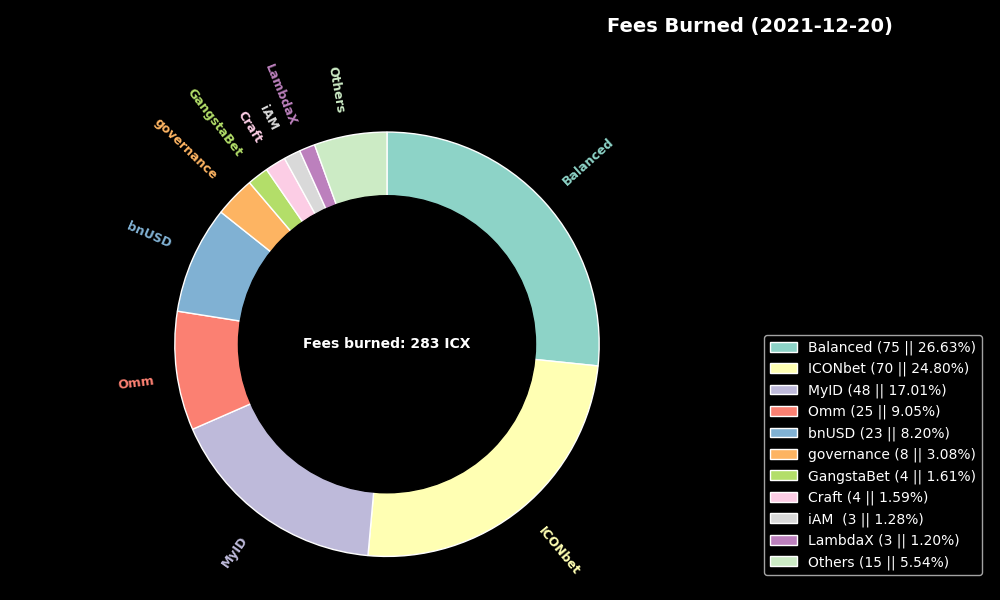 Fees Burned (2021-12-20)
Others
LambdaX
iAM
Craft
GangstaBet
governance
bnUSD
Omm
MyID
ICONbet
Balanced
Fees burned: 283 ICX
Balanced (75 || 26.63%)
ICONbet (70 || 24.80%)
MyID (48 || 17.01%)
Omm (25 || 9.05%)
bnUSD (23 || 8.20%)
governance (8 || 3.08%)
GangstaBet (4 || 1.61%)
Craft (4 || 1.59%)
iAM  (3 || 1.28%)
LambdaX (3 || 1.20%)
Others (15 || 5.54%)